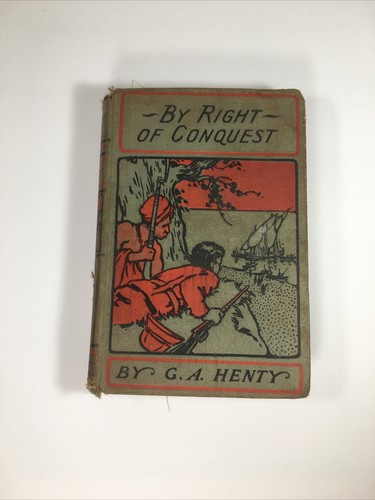 BY RIGHT
OF CONQUEST
BY G. A. HENTY